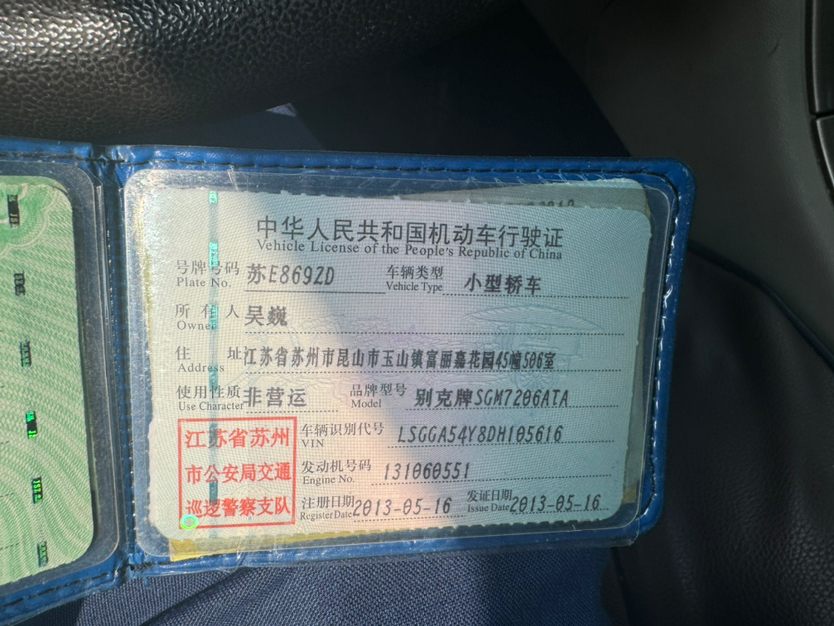 中华人民共和国机动车行驶证
Vehicle License of the People's Republic of China
号牌号码 苏E869ZD 车辆类型 小型轿车
Plate No. Vehicle Type
所有人 吴巍
Owner
住址 江苏省苏州市昆山市玉山镇富丽嘉花园45幢506室
Address
使用性质 非营运 品牌型号 别克牌SGM7206ATA
Use Character Model
江苏省苏州
市公安局交通
巡逻警察支队
车辆识别代号 LSGGA54Y8DH105616
VIN
发动机号码 131060551
Engine No.
注册日期 2013-05-16 发证日期 2013-05-16
Register Date Issue Date